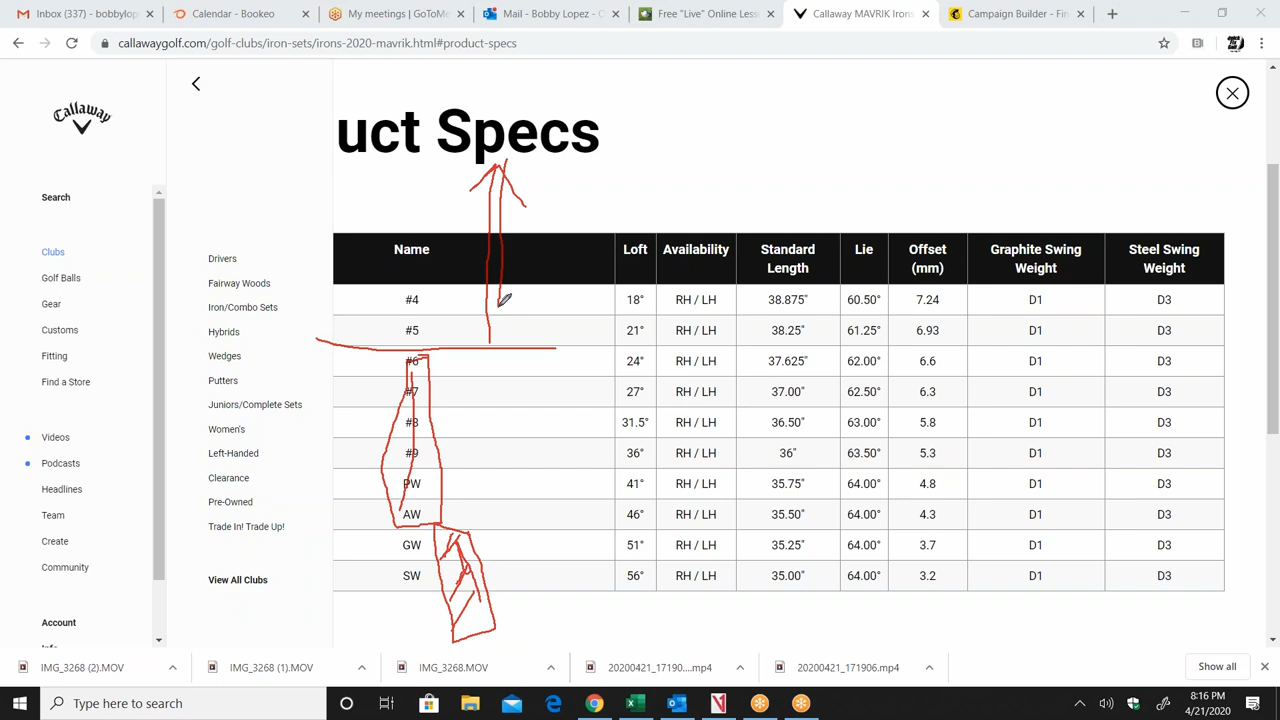 Inbox (337) - bobbylop
Calendar - Bookeo
My meetings | GoToMe
Mail - Bobby Lopez - C
Free "Live" Online Less
Callaway MAVRIK Irons
Campaign Builder - Fin
callawaygolf.com/golf-clubs/iron-sets/irons-2020-mavrik.html#product-specs
Callaway
Search
Clubs
Golf Balls
Gear
Customs
Fitting
Find a Store
Videos
Podcasts
Headlines
Team
Create
Community
Account
Drivers
Fairway Woods
Iron/Combo Sets
Hybrids
Wedges
Putters
Juniors/Complete Sets
Women's
Left-Handed
Clearance
Pre-Owned
Trade In! Trade Up!
View All Clubs
uct Specs
Name Loft Availability Standard Length Lie Offset (mm) Graphite Swing Weight Steel Swing Weight
#4 18° RH / LH 38.875" 60.50° 7.24 D1 D3
#5 21° RH / LH 38.25" 61.25° 6.93 D1 D3
#6 24° RH / LH 37.625" 62.00° 6.6 D1 D3
#7 27° RH / LH 37.00" 62.50° 6.3 D1 D3
#8 31.5° RH / LH 36.50" 63.00° 5.8 D1 D3
#9 36° RH / LH 36" 63.50° 5.3 D1 D3
PW 41° RH / LH 35.75" 64.00° 4.8 D1 D3
AW 46° RH / LH 35.50" 64.00° 4.3 D1 D3
GW 51° RH / LH 35.25" 64.00° 3.7 D1 D3
SW 56° RH / LH 35.00" 64.00° 3.2 D1 D3
IMG_3268 (2).MOV
IMG_3268 (1).MOV
IMG_3268.MOV
20200421_17190....mp4
20200421_171906.mp4
Show all
Type here to search
8:16 PM
4/21/2020